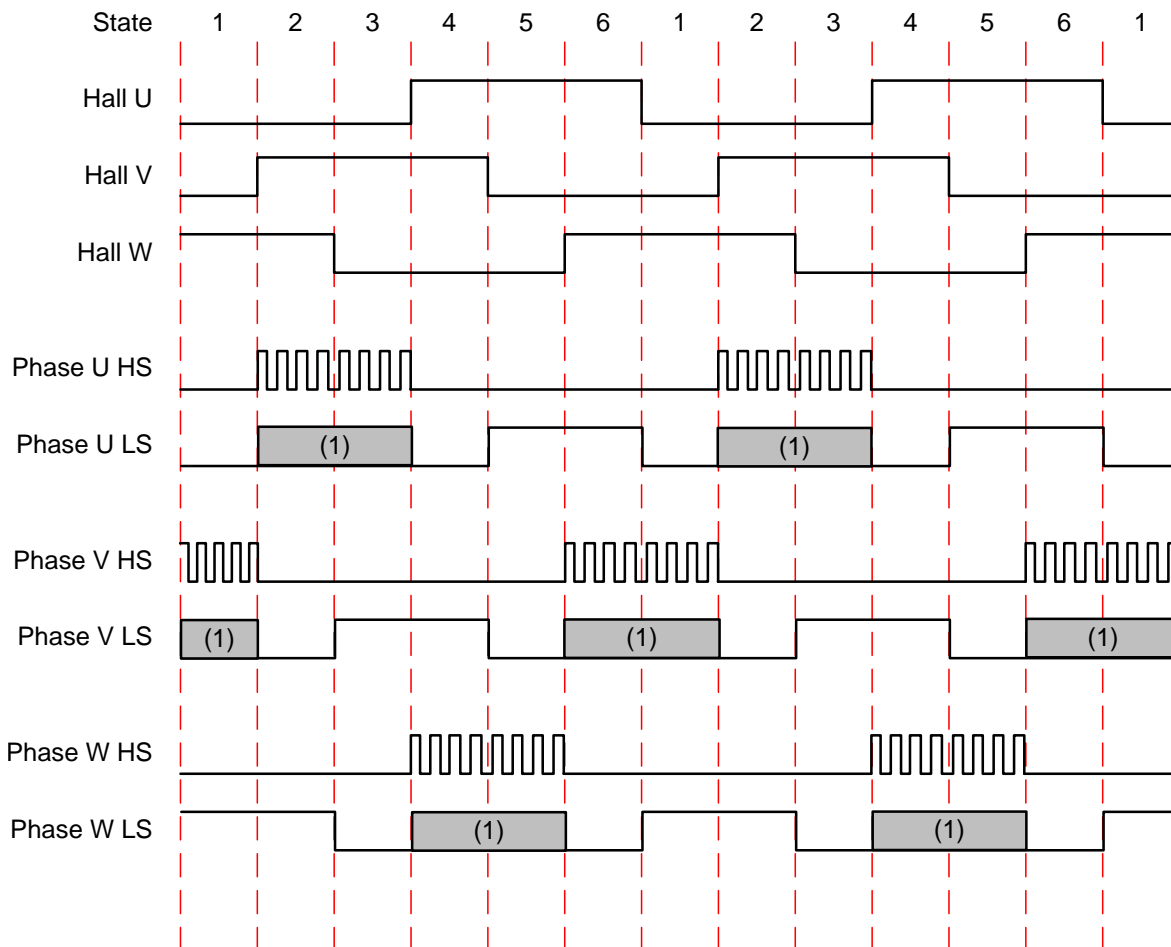 State 1 2 3 4 5 6 1 2 3 4 5 6 1
Hall U
Hall V
Hall W
Phase U HS
Phase U LS (1) (1)
Phase V HS
Phase V LS (1) (1) (1)
Phase W HS
Phase W LS (1) (1)